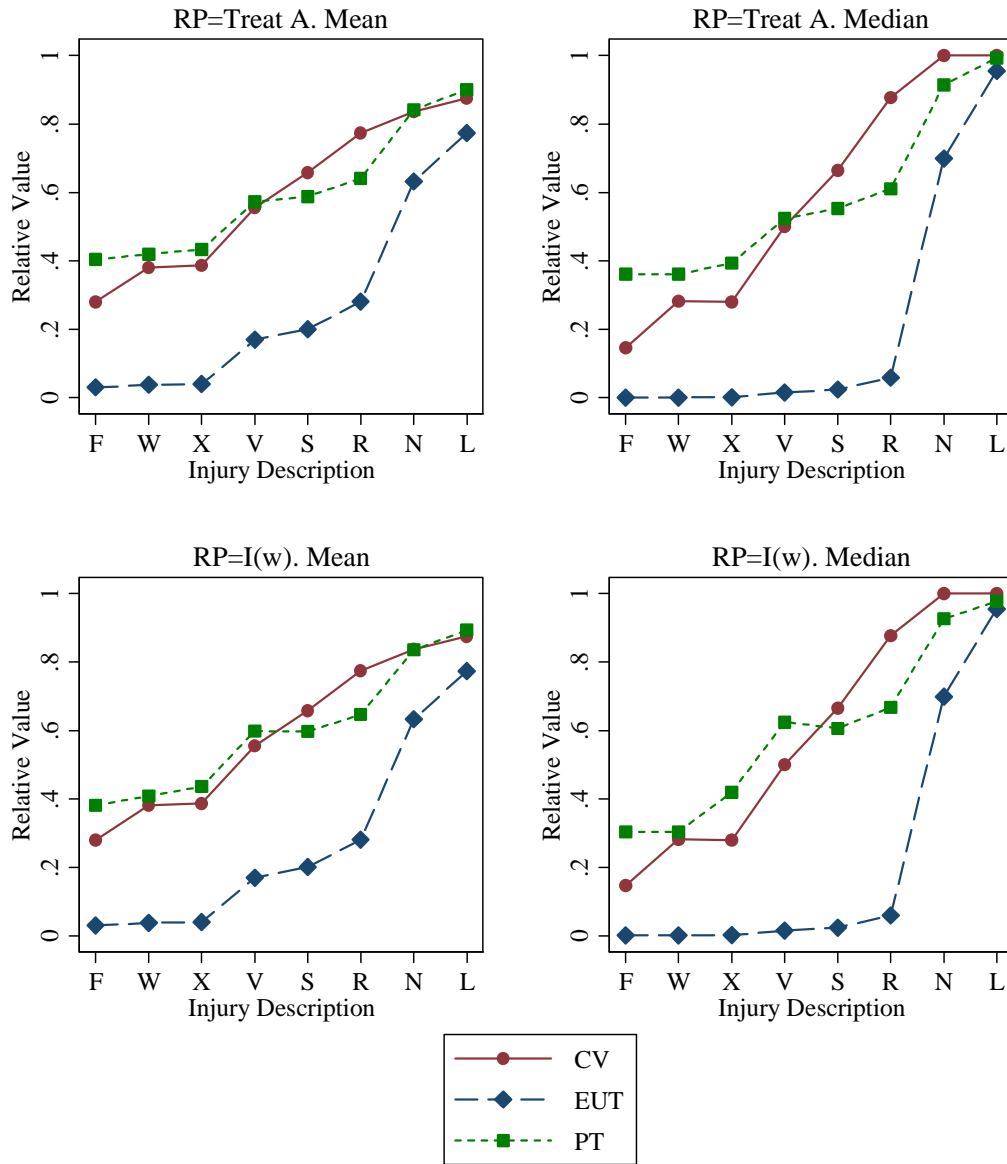 RP=Treat A. Mean
Relative Value
0 .2 .4 .6 .8 1
F W X V S R N L
Injury Description
RP=Treat A. Median
Relative Value
0 .2 .4 .6 .8 1
F W X V S R N L
Injury Description
RP=I(w). Mean
Relative Value
0 .2 .4 .6 .8 1
F W X V S R N L
Injury Description
RP=I(w). Median
Relative Value
0 .2 .4 .6 .8 1
F W X V S R N L
Injury Description
CV
EUT
PT